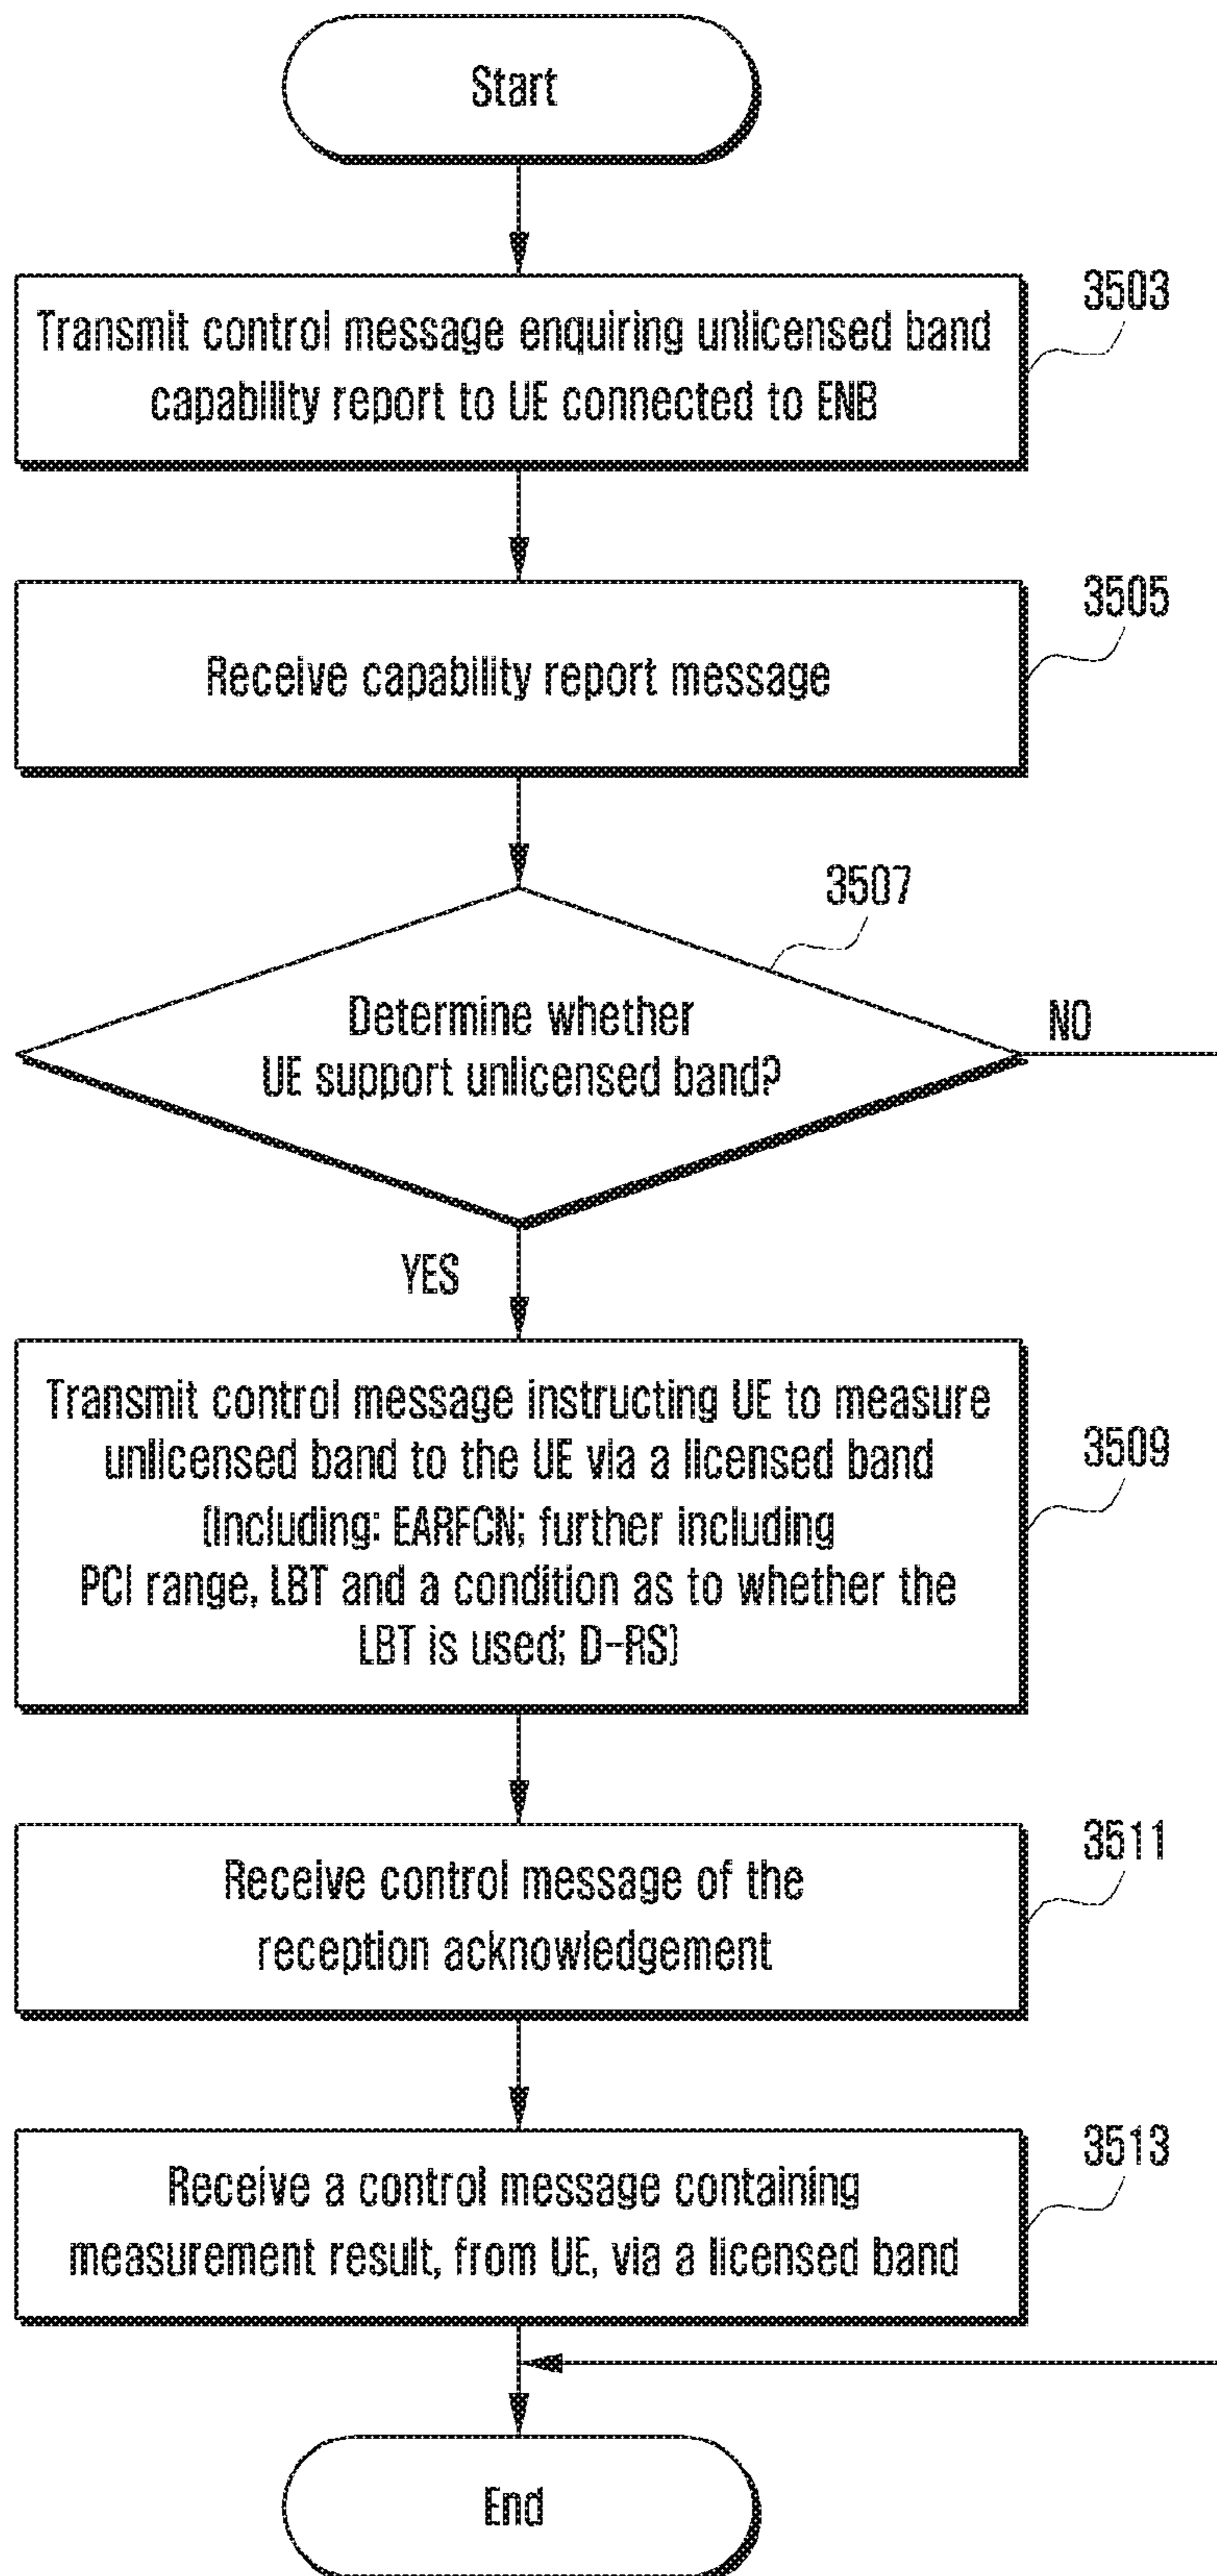 Start
3503
Transmit control message enquiring unlicensed band
capability report to UE connected to ENB
3505
Receive capability report message
3507
Determine whether
UE support unlicensed band?
NO
YES
Transmit control message instructing UE to measure
unlicensed band to the UE via a licensed band
(Including: EARFCN; further including
PCI range, LBT and a condition as to whether the
LBT is used; D-RS)
3509
Receive control message of the
reception acknowledgement
3511
Receive a control message containing
measurement result, from UE, via a licensed band
3513
End